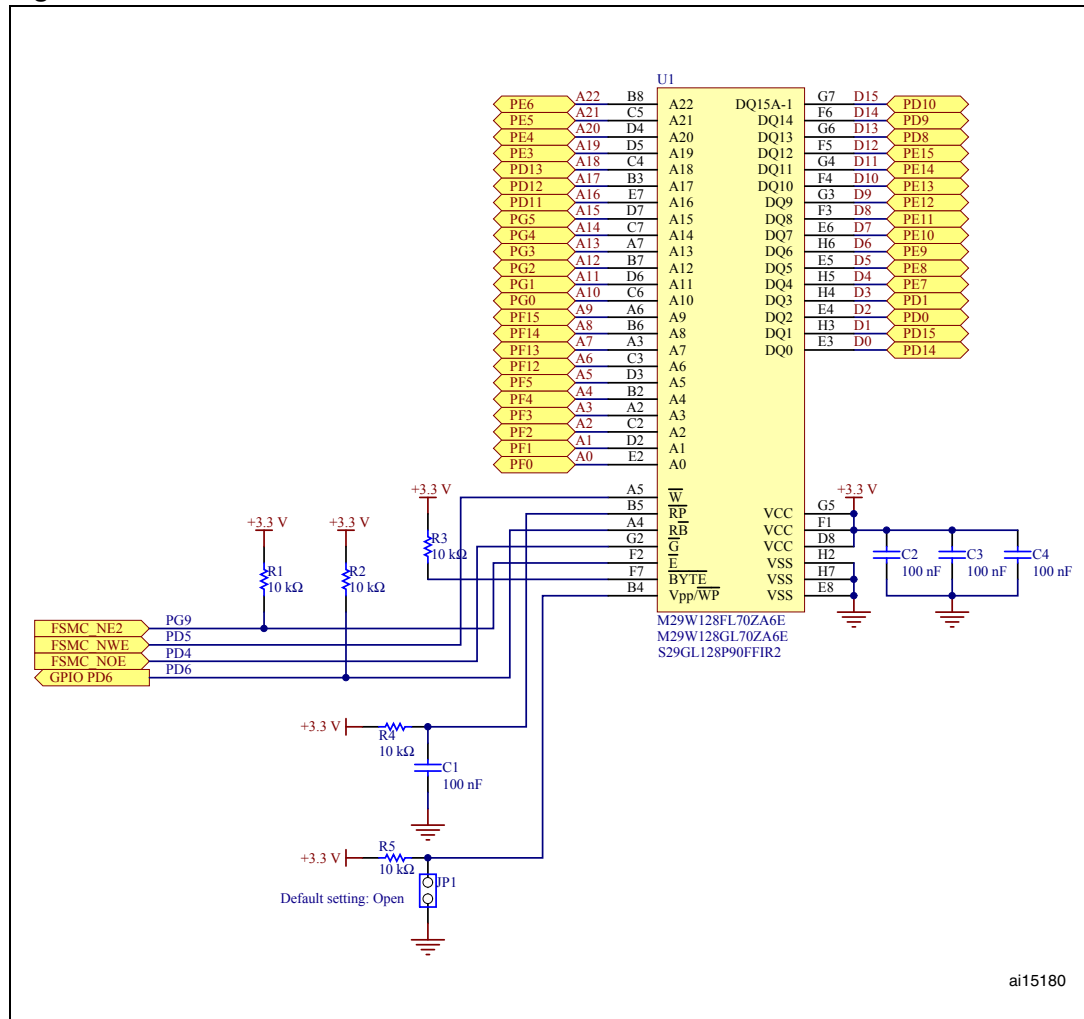 U1
PE6 A22 B8 A22 DQ15A-1 G7 D15 PD10
PE5 A21 C5 A21 DQ14 F6 D14 PD9
PE4 A20 D4 A20 DQ13 G6 D13 PD8
PE3 A19 D5 A19 DQ12 F5 D12 PE15
PD13 A18 C4 A18 DQ11 G4 D11 PE14
PD12 A17 B3 A17 DQ10 F4 D10 PE13
PD11 A16 E7 A16 DQ9 G3 D9 PE12
PG5 A15 D7 A15 DQ8 F3 D8 PE11
PG4 A14 C7 A14 DQ7 E6 D7 PE10
PG3 A13 A7 A13 DQ6 H6 D6 PE9
PG2 A12 B7 A12 DQ5 E5 D5 PE8
PG1 A11 D6 A11 DQ4 H5 D4 PE7
PG0 A10 C6 A10 DQ3 H4 D3 PD1
PF15 A9 A6 A9 DQ2 E4 D2 PD0
PF14 A8 B6 A8 DQ1 H3 D1 PD15
PF13 A7 A3 A7 DQ0 E3 D0 PD14
PF12 A6 C3 A6
PF5 A5 D3 A5
PF4 A4 B2 A4
PF3 A3 A2 A3
PF2 A2 C2 A2
PF1 A1 D2 A1
PF0 A0 E2 A0
+3.3 V A5 W +3.3 V
B5 RP VCC G5
A4 RB VCC F1
G2 G VCC D8
F2 E VSS H2
F7 BYTE VSS H7
B4 Vpp/WP VSS E8
+3.3 V +3.3 V
R3
10 kΩ
R1
10 kΩ
R2
10 kΩ
C2
100 nF
C3
100 nF
C4
100 nF
M29W128FL70ZA6E
M29W128GL70ZA6E
S29GL128P90FFIR2
FSMC_NE2 PG9
FSMC_NWE PD5
FSMC_NOE PD4
GPIO PD6 PD6
+3.3 V
R4
10 kΩ
C1
100 nF
+3.3 V
R5
10 kΩ
JP1
Default setting: Open
ai15180